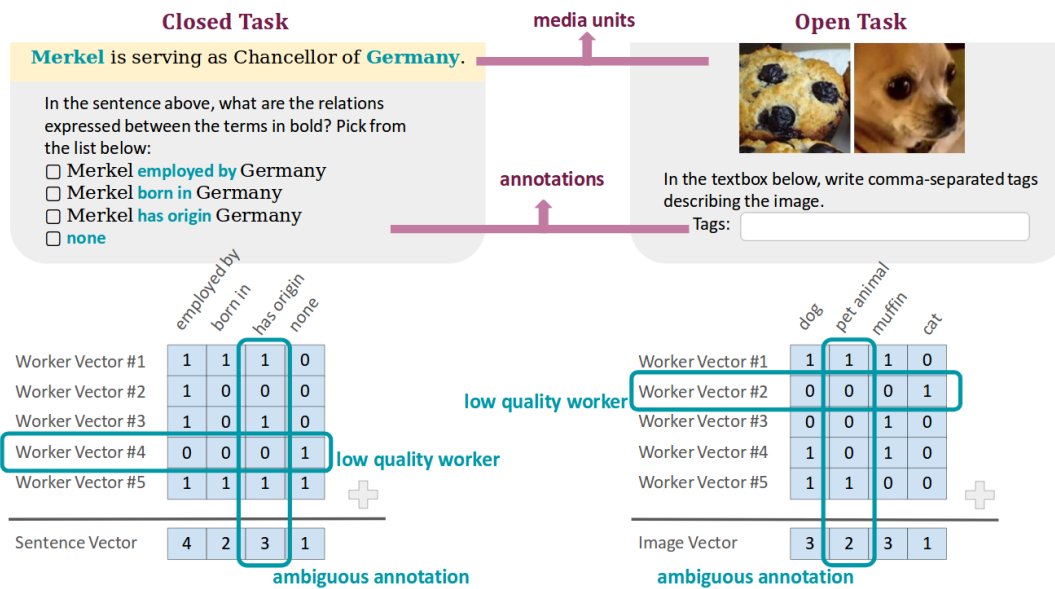 Closed Task
Merkel is serving as Chancellor of Germany.
In the sentence above, what are the relations
expressed between the terms in bold? Pick from
the list below:
Merkel employed by Germany
Merkel born in Germany
Merkel has origin Germany
none
media units
annotations
Open Task
In the textbox below, write comma-separated tags
describing the image.
Tags:
employed by
born in
has origin
none
Worker Vector #1 1 1 1 0
Worker Vector #2 1 0 0 0
Worker Vector #3 1 0 1 0
Worker Vector #4 0 0 0 1
low quality worker
Worker Vector #5 1 1 1 1
Sentence Vector 4 2 3 1
ambiguous annotation
dog
pet animal
muffin
cat
Worker Vector #1 1 1 1 0
low quality worker
Worker Vector #2 0 0 0 1
Worker Vector #3 0 0 1 0
Worker Vector #4 1 0 1 0
Worker Vector #5 1 1 0 0
Image Vector 3 2 3 1
ambiguous annotation